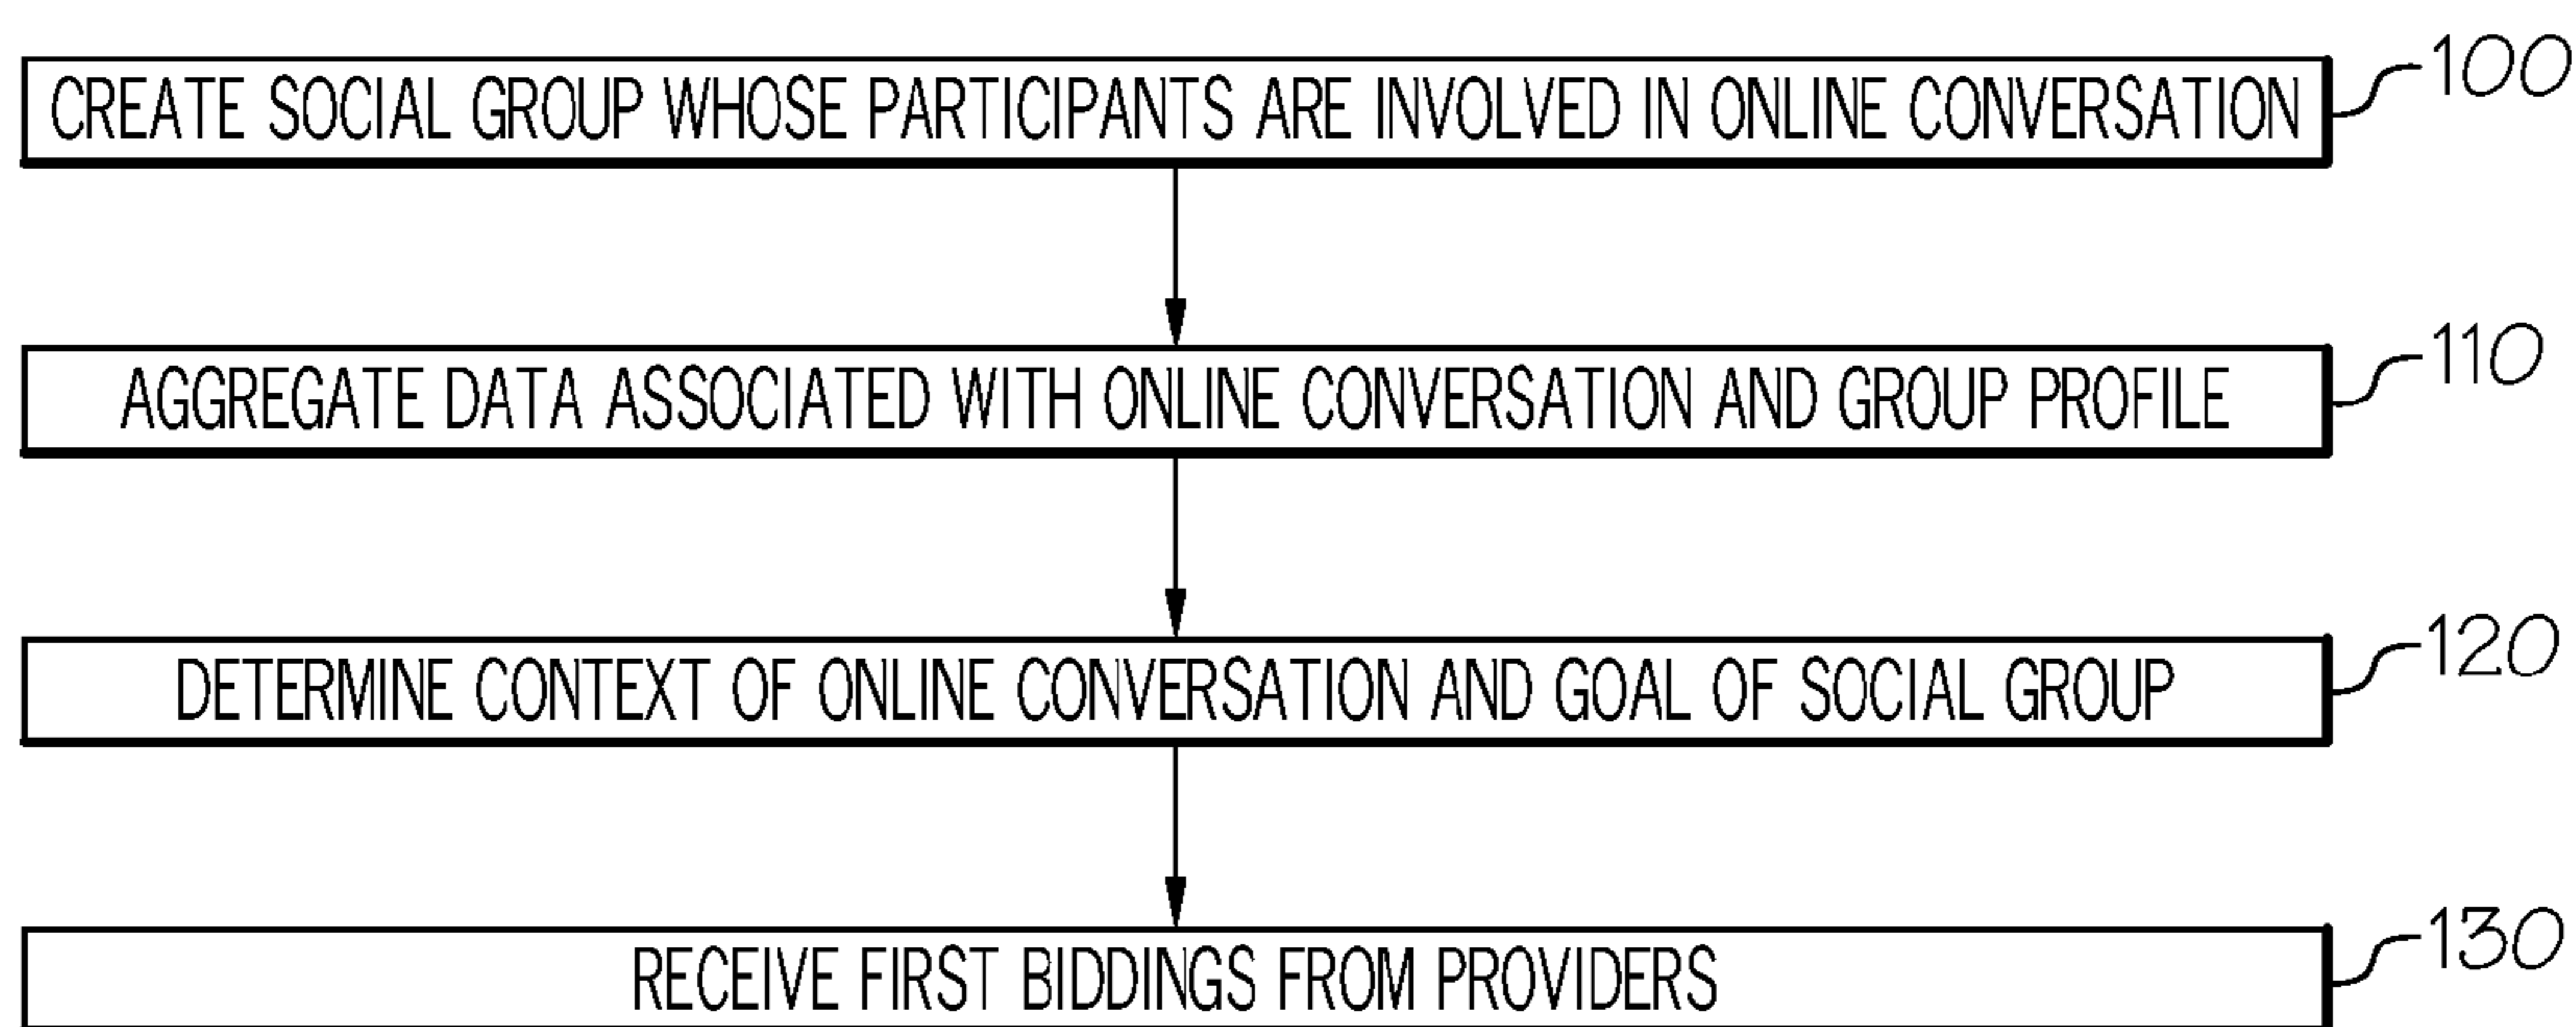 CREATE SOCIAL GROUP WHOSE PARTICIPANTS ARE INVOLVED IN ONLINE CONVERSATION 100
AGGREGATE DATA ASSOCIATED WITH ONLINE CONVERSATION AND GROUP PROFILE 110
DETERMINE CONTEXT OF ONLINE CONVERSATION AND GOAL OF SOCIAL GROUP 120
RECEIVE FIRST BIDDINGS FROM PROVIDERS 130